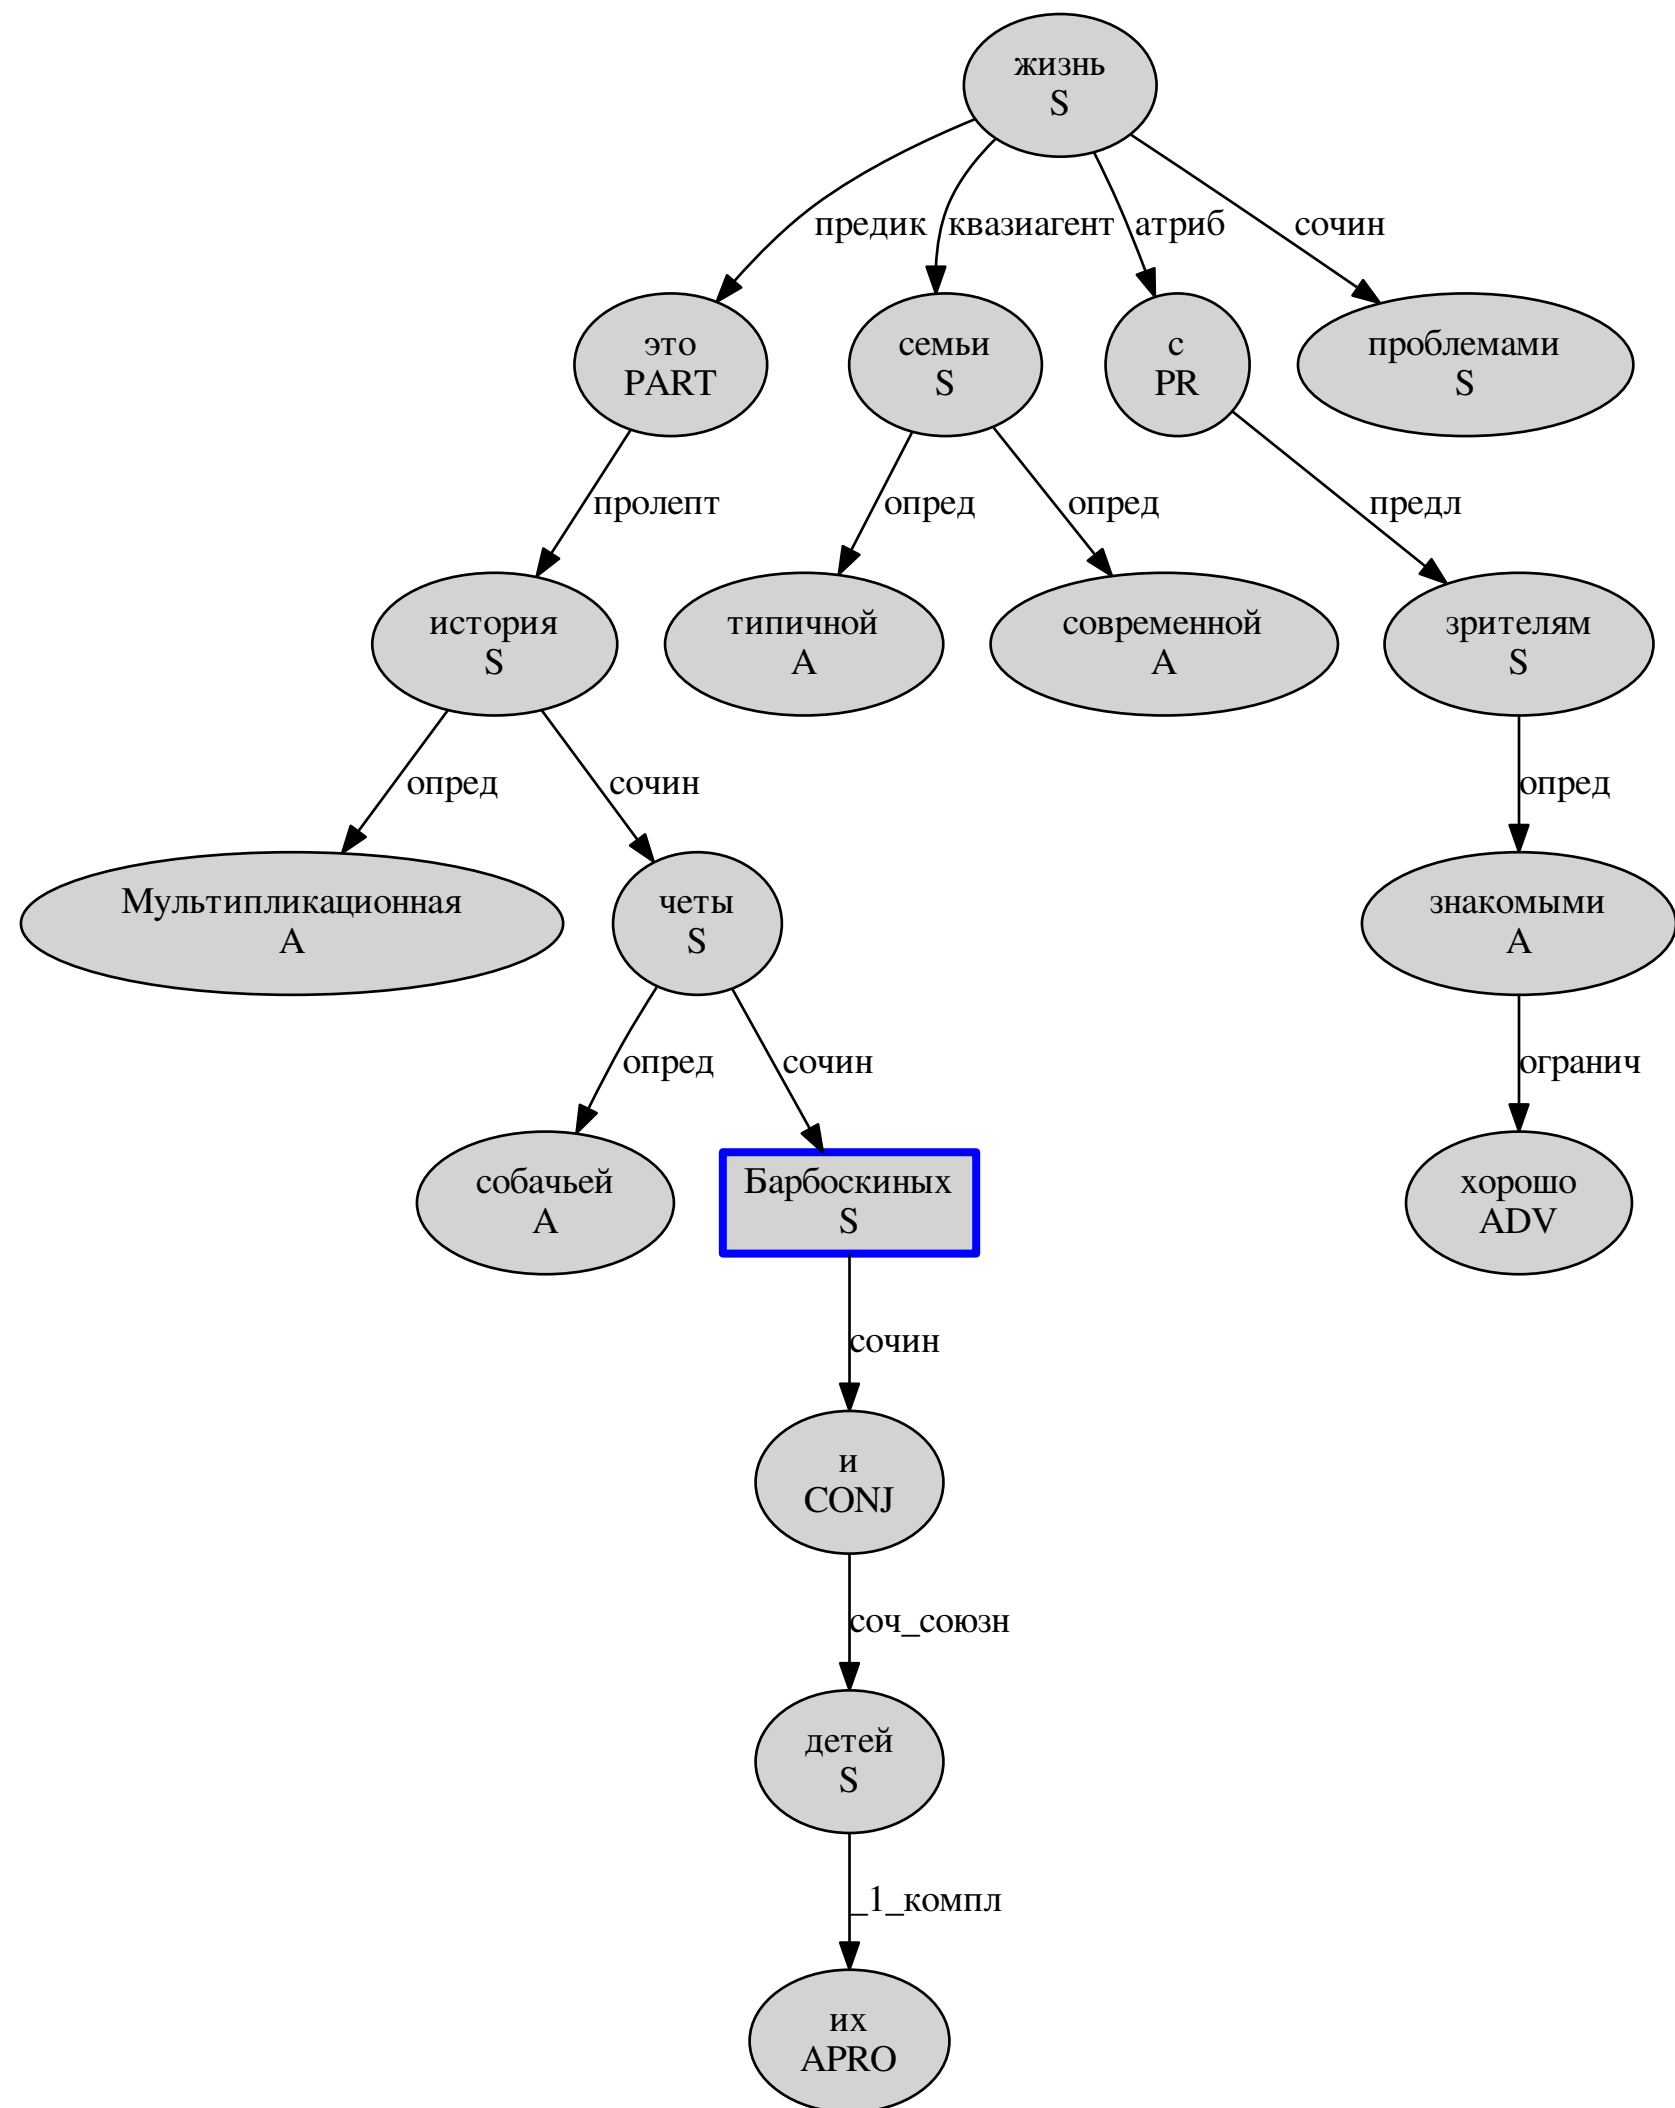 жизнь
S
предик
квазиагент
атриб
сочин
это
PART
семьи
S
с
PR
проблемами
S
пролепт
опред
опред
предл
история
S
типичной
A
современной
A
зрителям
S
опред
сочин
опред
Мультипликационная
A
четы
S
знакомыми
A
опред
сочин
огранич
собачьей
A
Барбоскиных
S
хорошо
ADV
сочин
и
CONJ
соч_союзн
детей
S
_1_компл
их
APRO